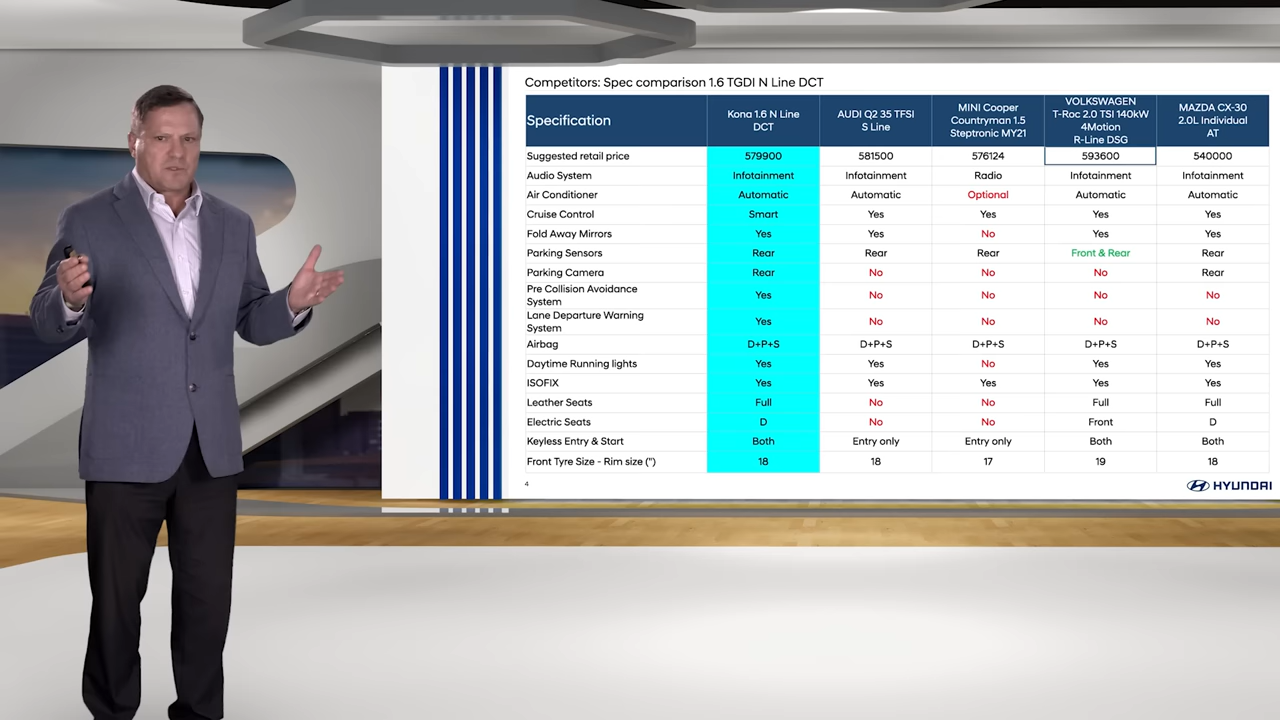 Competitors: Spec comparison 1.6 TGDI N Line DCT
Specification
Kona 1.6 N Line
DCT
AUDI Q2 35 TFSI
S Line
MINI Cooper
Countryman 1.5
Steptronic MY21
VOLKSWAGEN
T-Roc 2.0 TSI 140kW
4Motion
R-Line DSG
MAZDA CX-30
2.0L Individual
AT
Suggested retail price 579900 581500 576124 593600 540000
Audio System Infotainment Infotainment Radio Infotainment Infotainment
Air Conditioner Automatic Automatic Optional Automatic Automatic
Cruise Control Smart Yes Yes Yes Yes
Fold Away Mirrors Yes Yes No Yes Yes
Parking Sensors Rear Rear Rear Front & Rear Rear
Parking Camera Rear No No No Rear
Pre Collision Avoidance
System Yes No No No No
Lane Departure Warning
System Yes No No No No
Airbag D+P+S D+P+S D+P+S D+P+S D+P+S
Daytime Running lights Yes Yes No Yes Yes
ISOFIX Yes Yes Yes Yes Yes
Leather Seats Full No No Full Full
Electric Seats D No No Front D
Keyless Entry & Start Both Entry only Entry only Both Both
Front Tyre Size - Rim size (") 18 18 17 19 18
4
HYUNDAI